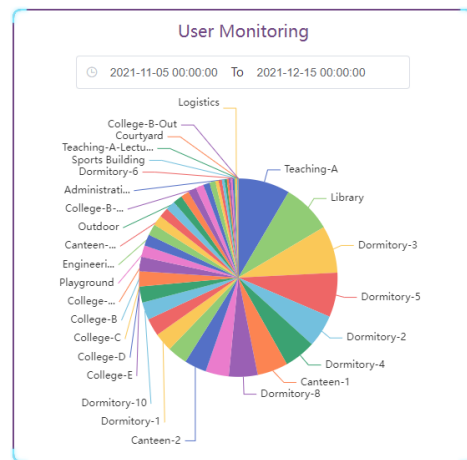 User Monitoring
2021-11-05 00:00:00 To 2021-12-15 00:00:00
Logistics
College-B-Out
Courtyard
Teaching-A-Lectu...
Sports Building
Dormitory-6
Administrati...
College-B-...
Outdoor
Canteen-...
Engineeri...
Playground
College-...
College-B
College-C
College-D
College-E
Dormitory-10
Dormitory-1
Canteen-2
Teaching-A
Library
Dormitory-3
Dormitory-5
Dormitory-2
Dormitory-4
Canteen-1
Dormitory-8